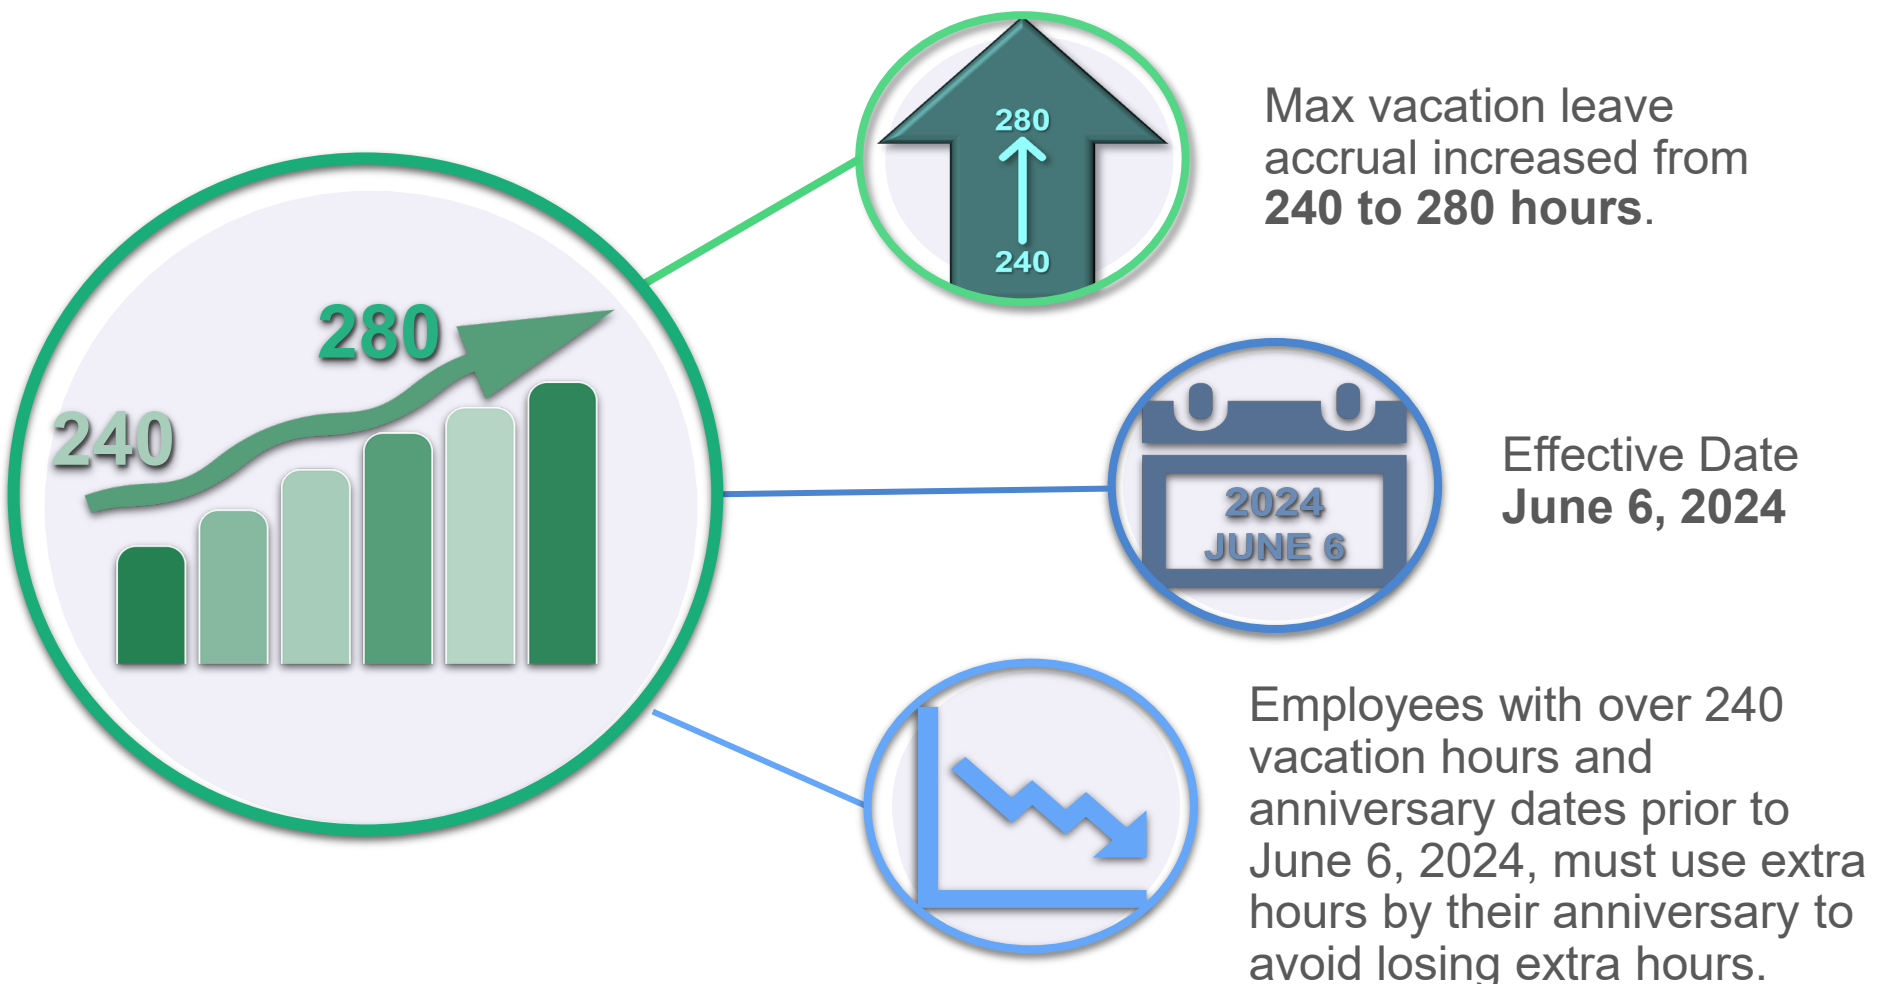 280
240
Max vacation leave
accrual increased from
240 to 280 hours.
280
240
2024
JUNE 6
Effective Date
June 6, 2024
Employees with over 240
vacation hours and
anniversary dates prior to
June 6, 2024, must use extra
hours by their anniversary to
avoid losing extra hours.